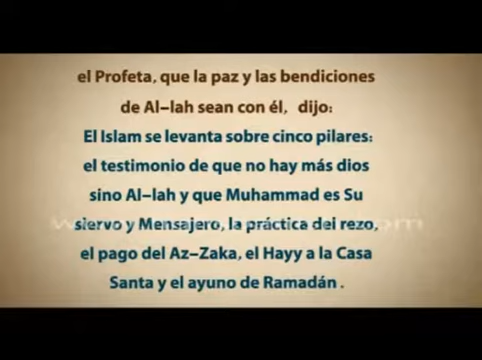 el Profeta, que la paz y las bendiciones
de Al-lah sean con él, dijo:
El Islam se levanta sobre cinco pilares:
el testimonio de que no hay más dios
sino Al-lah y que Muhammad es Su
siervo y Mensajero, la práctica del rezo,
el pago del Az-Zaka, el Hayy a la Casa
Santa y el ayuno de Ramadán .